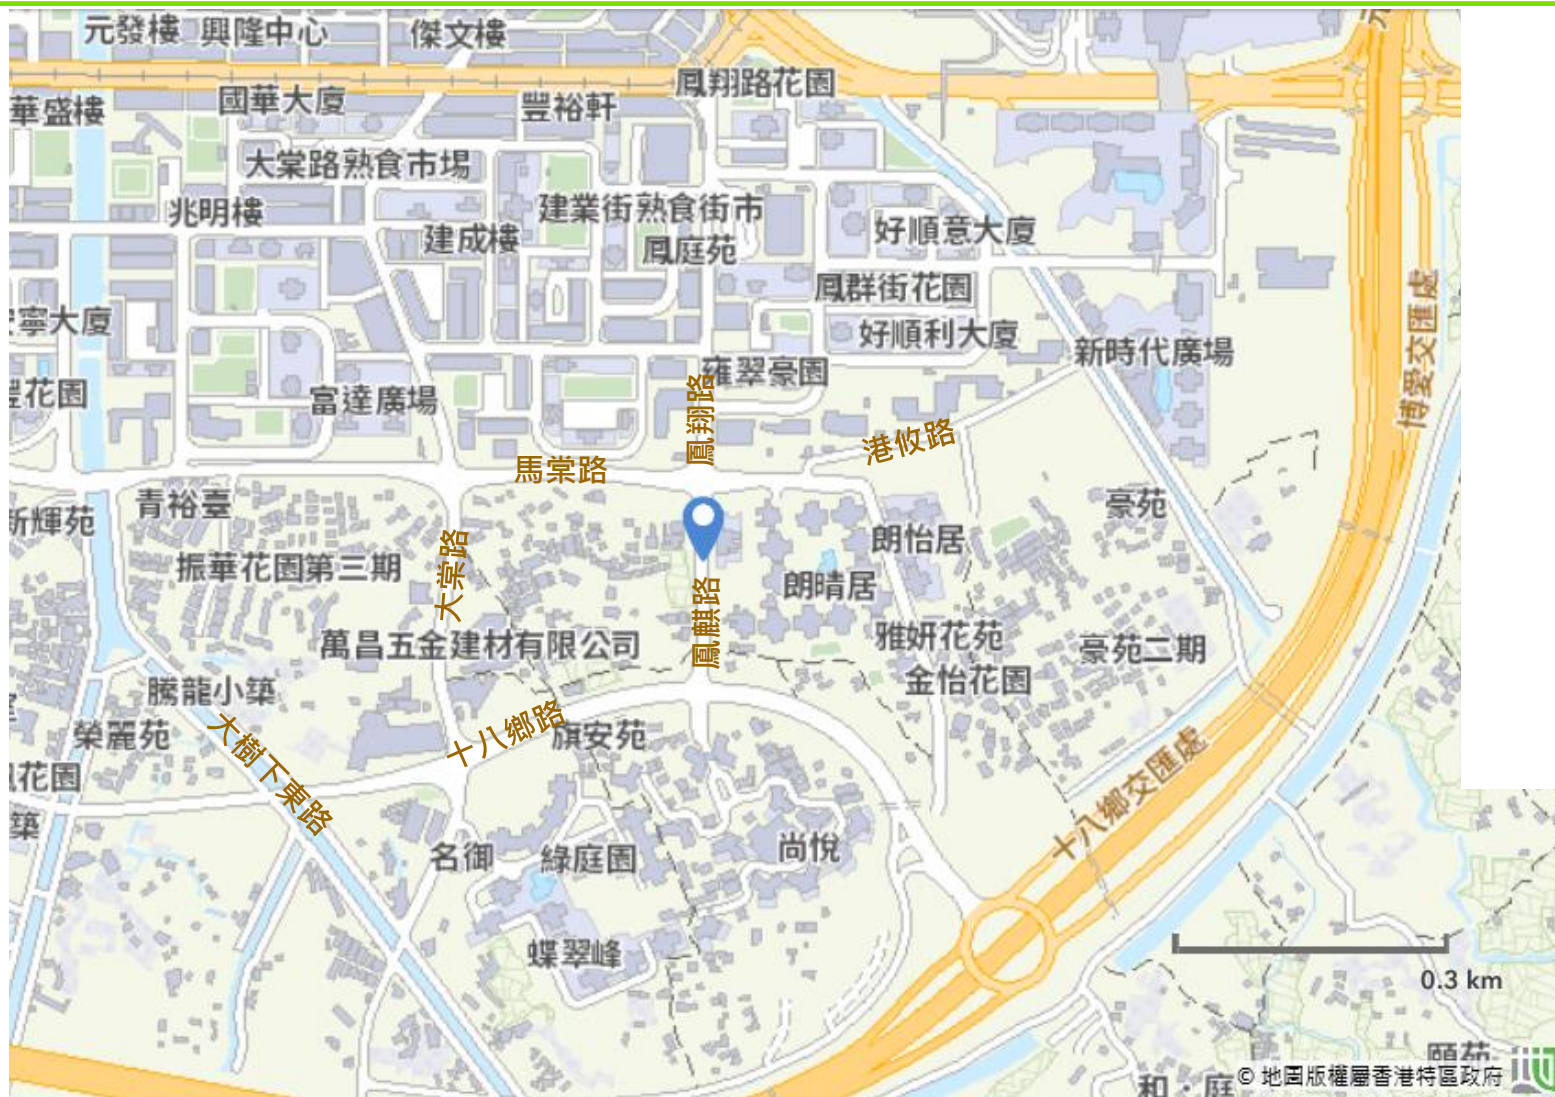 元發樓 興隆中心 傑文樓
鳳翔路花園
華盛樓 國華大廈 豐裕軒
大棠路熟食市場
兆明樓 建業街熟食街市
建成樓 鳳庭苑 好順意大廈
鳳群街花園
寧大廈 好順利大廈
雍翠豪園 新時代廣場
博愛交匯處
花園 富達廣場 鳳翔路
港攸路
馬棠路
新輝苑 青裕臺 豪苑
大棠路 朗怡居
振華花園第三期 朗晴居
鳳麒路
萬昌五金建材有限公司 雅妍花苑 豪苑二期
騰龍小築 金怡花園
榮麗苑 大樹下東路 十八鄉路 旗安苑
十八鄉交匯處
花園
築 名御 綠庭園 尚悅
蝶翠峰
0.3 km
頤苑
和・庭 © 地圖版權屬香港特區政府